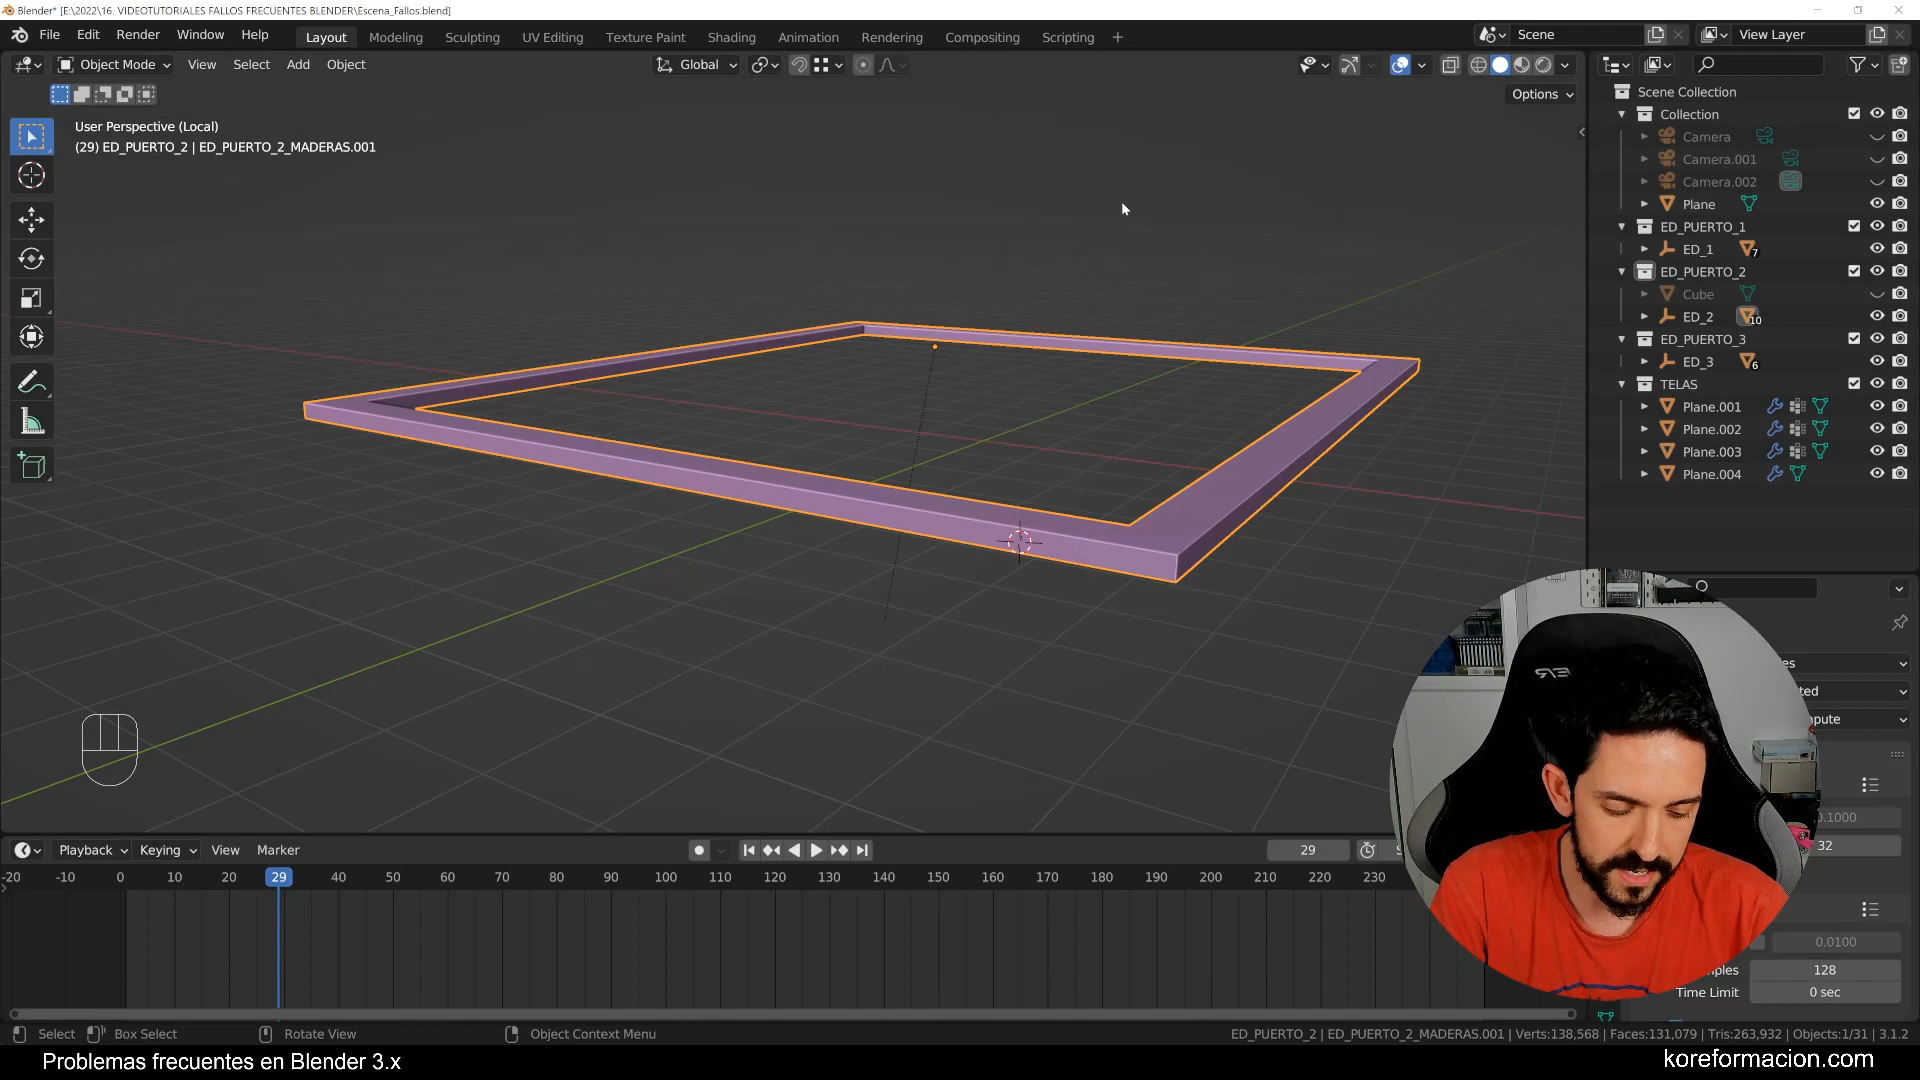 Blender* [E:\2022\16. VIDEOTUTORIALES FALLOS FRECUENTES BLENDER\Escena_Fallos.blend]
File Edit Render Window Help Layout Modeling Sculpting UV Editing Texture Paint Shading Animation Rendering Compositing Scripting + Scene View Layer
Object Mode View Select Add Object Global
Options
User Perspective (Local)
(29) ED_PUERTO_2 | ED_PUERTO_2_MADERAS.001
Scene Collection
Collection
Camera
Camera.001
Camera.002
Plane
ED_PUERTO_1
ED_1 7
ED_PUERTO_2
Cube
ED_2 10
ED_PUERTO_3
ED_3 6
TELAS
Plane.001
Plane.002
Plane.003
Plane.004
0.1000
32
0.0100
128
Time Limit 0 sec
Playback Keying View Marker 29
-20 -10 0 10 20 29 40 50 60 70 80 90 100 110 120 130 140 150 160 170 180 190 200 210 220 230
Select Box Select Rotate View Object Context Menu ED_PUERTO_2 | ED_PUERTO_2_MADERAS.001 | Verts:138,568 | Faces:131,079 | Tris:263,932 | Objects:1/31 | 3.1.2
Problemas frecuentes en Blender 3.x
koreformacion.com